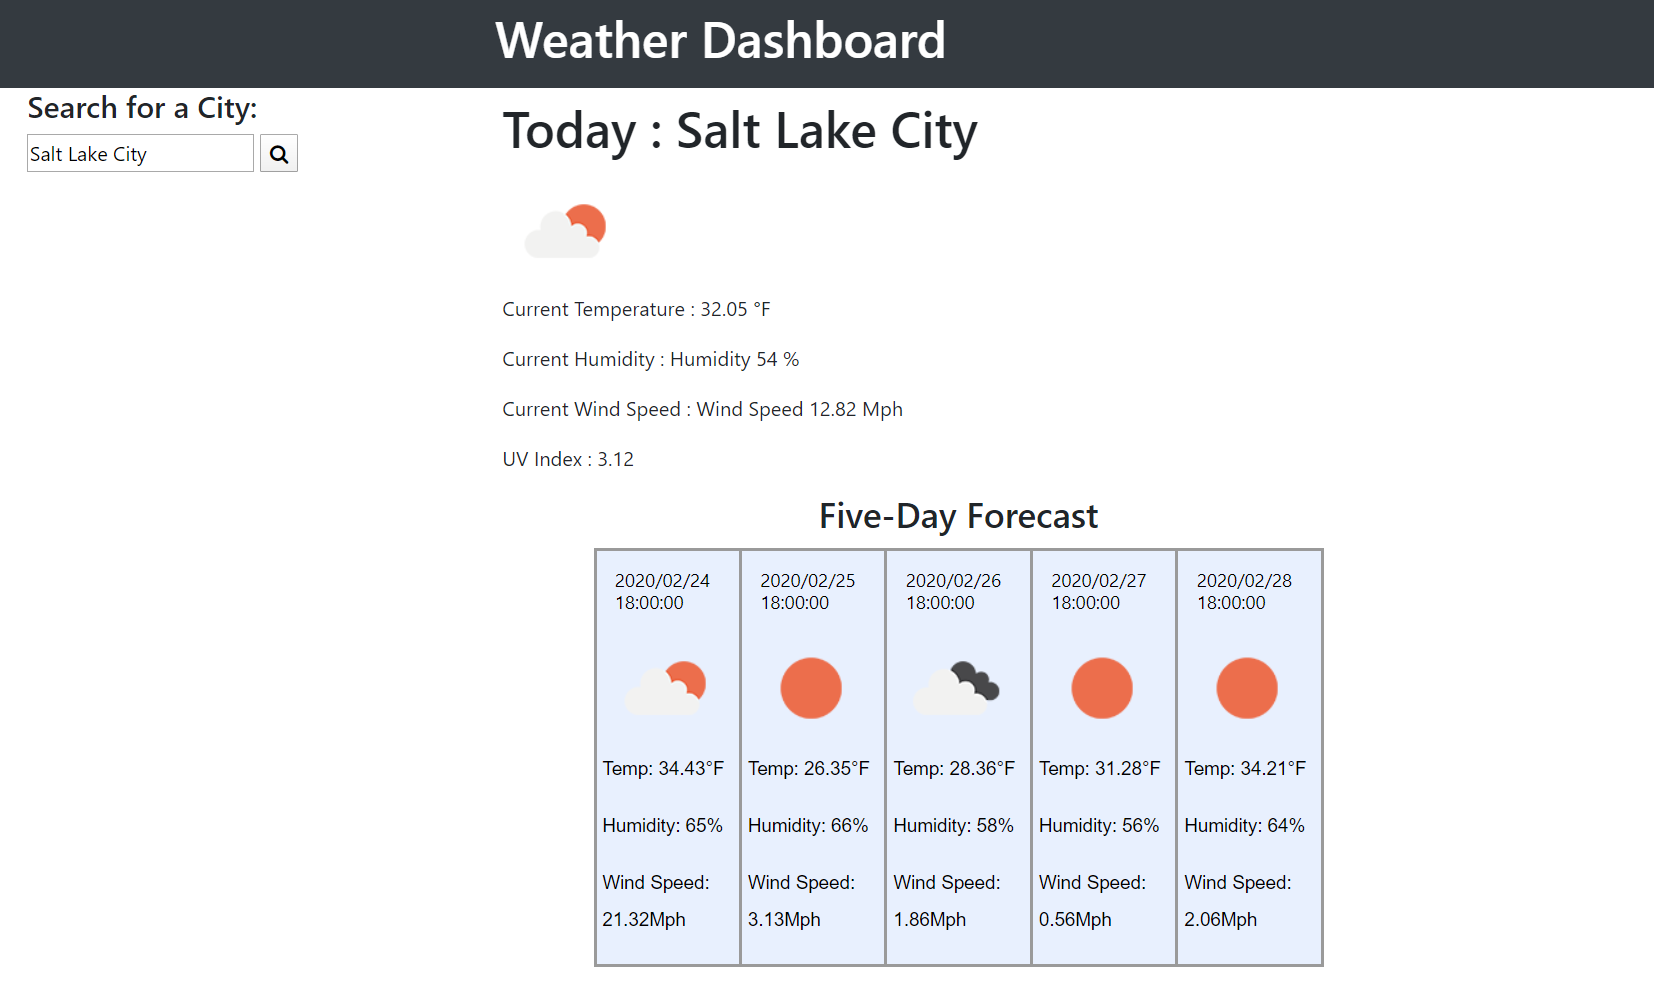 Weather Dashboard
Search for a City:
Salt Lake City
Today : Salt Lake City
Current Temperature : 32.05 °F
Current Humidity : Humidity 54 %
Current Wind Speed : Wind Speed 12.82 Mph
UV Index : 3.12
Five-Day Forecast
2020/02/24
18:00:00
Temp: 34.43°F
Humidity: 65%
Wind Speed:
21.32Mph
2020/02/25
18:00:00
Temp: 26.35°F
Humidity: 66%
Wind Speed:
3.13Mph
2020/02/26
18:00:00
Temp: 28.36°F
Humidity: 58%
Wind Speed:
1.86Mph
2020/02/27
18:00:00
Temp: 31.28°F
Humidity: 56%
Wind Speed:
0.56Mph
2020/02/28
18:00:00
Temp: 34.21°F
Humidity: 64%
Wind Speed:
2.06Mph